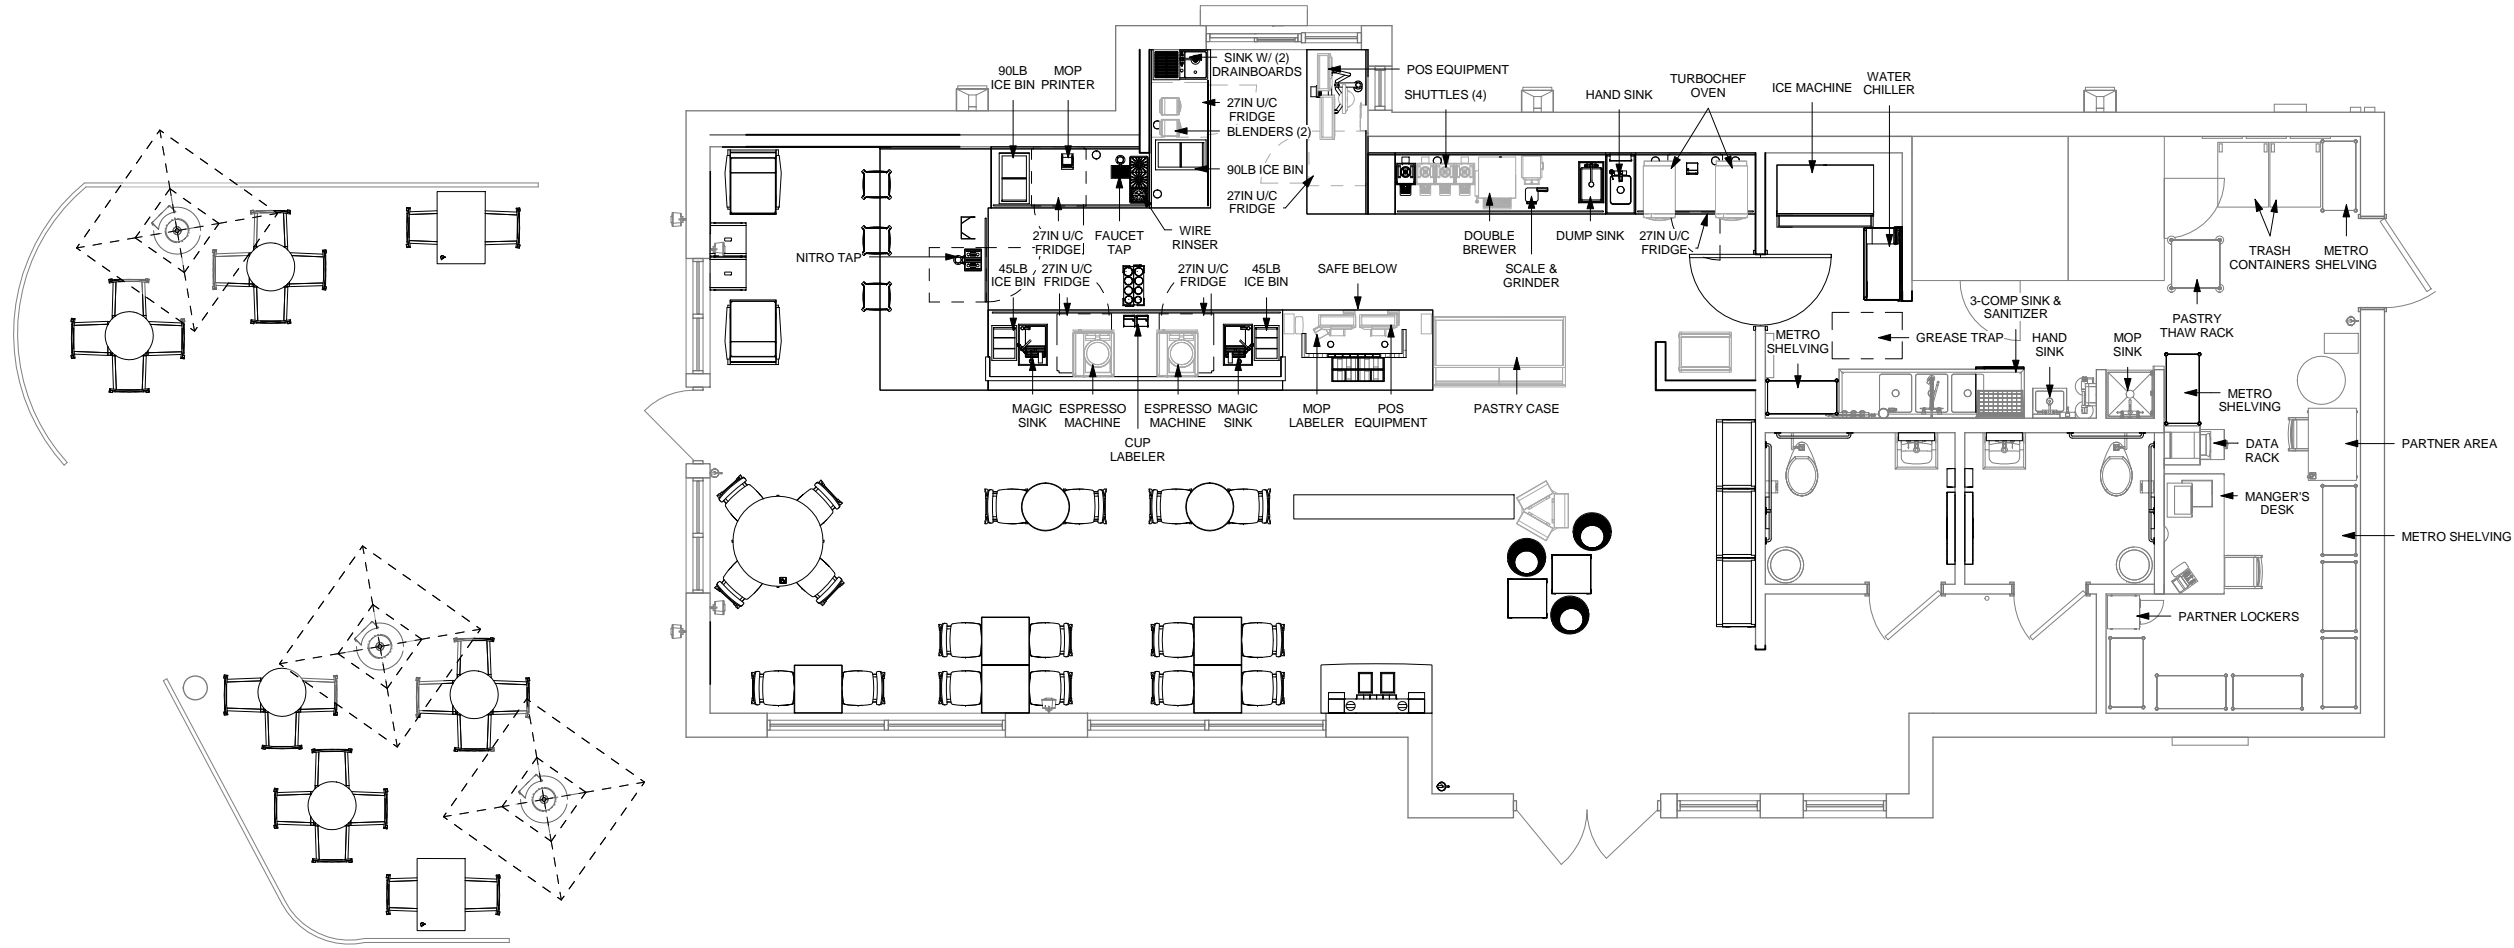 90LB
ICE BIN
MOP
PRINTER
SINK W/ (2)
DRAINBOARDS
27IN U/C
FRIDGE
BLENDERS (2)
90LB ICE BIN
27IN U/C
FRIDGE
POS EQUIPMENT
SHUTTLES (4)
HAND SINK
TURBOCHEF
OVEN
ICE MACHINE
WATER
CHILLER
NITRO TAP
27IN U/C
FRIDGE
FAUCET
TAP
WIRE
RINSER
45LB
ICE BIN
27IN U/C
FRIDGE
27IN U/C
FRIDGE
45LB
ICE BIN
SAFE BELOW
DOUBLE
BREWER
SCALE &
GRINDER
DUMP SINK
27IN U/C
FRIDGE
TRASH
CONTAINERS
METRO
SHELVING
PASTRY
THAW RACK
3-COMP SINK &
SANITIZER
METRO
SHELVING
GREASE TRAP
HAND
SINK
MOP
SINK
METRO
SHELVING
MAGIC
SINK
ESPRESSO
MACHINE
CUP
LABELER
ESPRESSO
MACHINE
MAGIC
SINK
MOP
LABELER
POS
EQUIPMENT
PASTRY CASE
DATA
RACK
PARTNER AREA
MANGER'S
DESK
METRO SHELVING
PARTNER LOCKERS